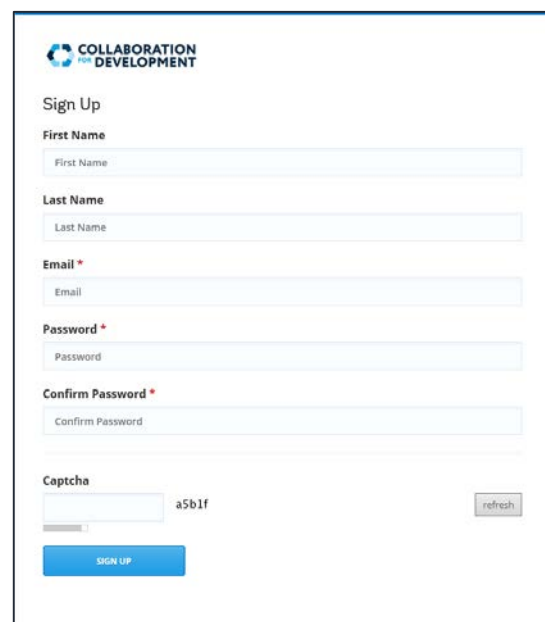 COLLABORATION
FOR DEVELOPMENT
Sign Up
First Name
First Name
Last Name
Last Name
Email *
Email
Password *
Password
Confirm Password *
Confirm Password
Captcha
a5b1f refresh
SIGN UP